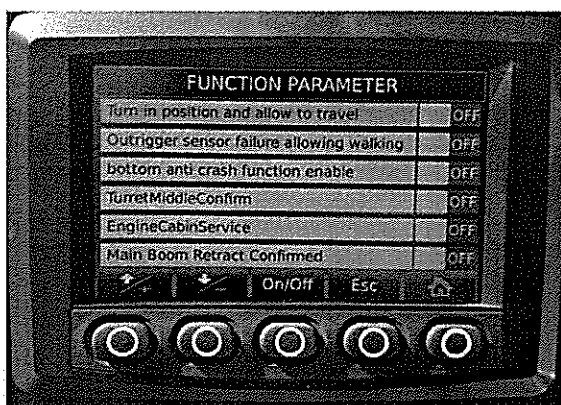 FUNCTION PARAMETER
Turn in position and allow to travel OFF
Outrigger sensor failure allowing walking OFF
bottom anti crash function enable OFF
TurretMiddleConfirm OFF
EngineCabinService OFF
Main Boom Retract Confirmed OFF
On/Off Esc